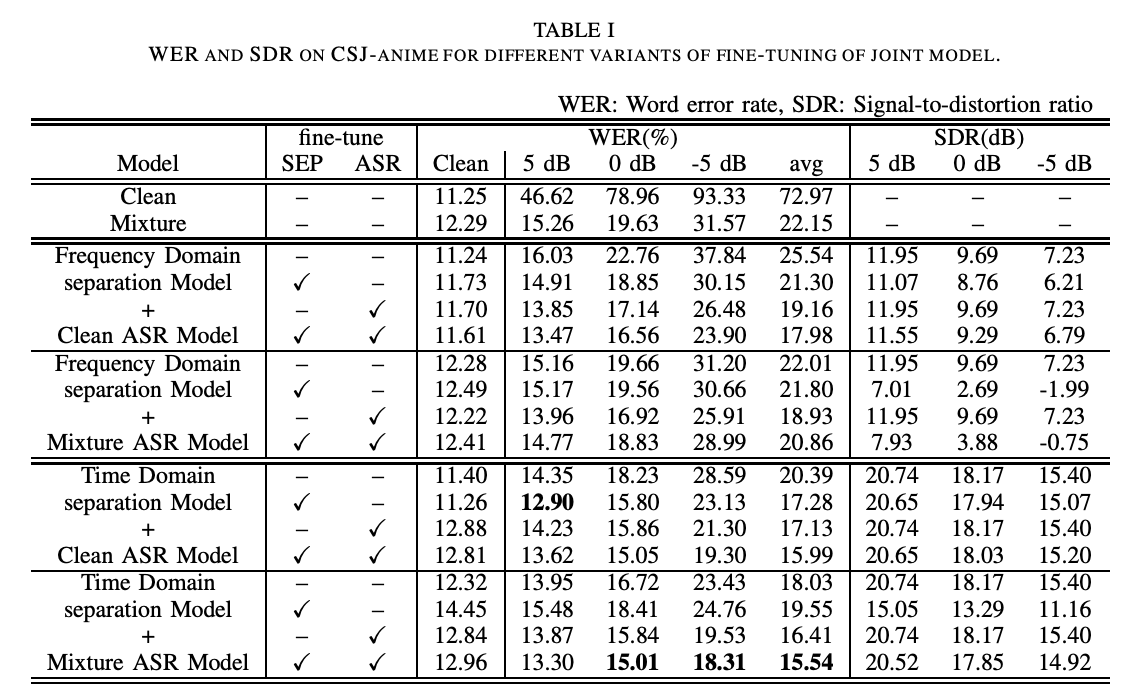 TABLE I
WER AND SDR ON CSJ-ANIME FOR DIFFERENT VARIANTS OF FINE-TUNING OF JOINT MODEL.
WER: Word error rate, SDR: Signal-to-distortion ratio
fine-tune WER(%) SDR(dB)
Model SEP ASR Clean 5 dB 0 dB -5 dB avg 5 dB 0 dB -5 dB
Clean – – 11.25 46.62 78.96 93.33 72.97 – – –
Mixture – – 12.29 15.26 19.63 31.57 22.15 – – –
Frequency Domain – – 11.24 16.03 22.76 37.84 25.54 11.95 9.69 7.23
separation Model ✓ – 11.73 14.91 18.85 30.15 21.30 11.07 8.76 6.21
+ – ✓ 11.70 13.85 17.14 26.48 19.16 11.95 9.69 7.23
Clean ASR Model ✓ ✓ 11.61 13.47 16.56 23.90 17.98 11.55 9.29 6.79
Frequency Domain – – 12.28 15.16 19.66 31.20 22.01 11.95 9.69 7.23
separation Model ✓ – 12.49 15.17 19.56 30.66 21.80 7.01 2.69 -1.99
+ – ✓ 12.22 13.96 16.92 25.91 18.93 11.95 9.69 7.23
Mixture ASR Model ✓ ✓ 12.41 14.77 18.83 28.99 20.86 7.93 3.88 -0.75
Time Domain – – 11.40 14.35 18.23 28.59 20.39 20.74 18.17 15.40
separation Model ✓ – 11.26 12.90 15.80 23.13 17.28 20.65 17.94 15.07
+ – ✓ 12.88 14.23 15.86 21.30 17.13 20.74 18.17 15.40
Clean ASR Model ✓ ✓ 12.81 13.62 15.05 19.30 15.99 20.65 18.03 15.20
Time Domain – – 12.32 13.95 16.72 23.43 18.03 20.74 18.17 15.40
separation Model ✓ – 14.45 15.48 18.41 24.76 19.55 15.05 13.29 11.16
+ – ✓ 12.84 13.87 15.84 19.53 16.41 20.74 18.17 15.40
Mixture ASR Model ✓ ✓ 12.96 13.30 15.01 18.31 15.54 20.52 17.85 14.92